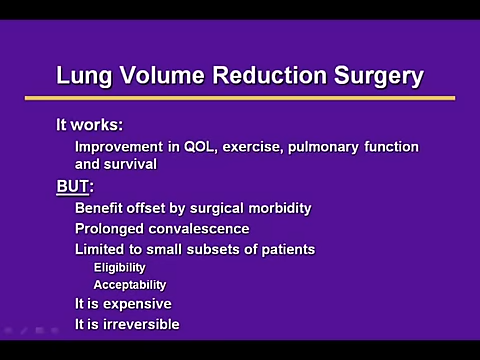 Lung Volume Reduction Surgery
It works:
Improvement in QOL, exercise, pulmonary function
and survival
BUT:
Benefit offset by surgical morbidity
Prolonged convalescence
Limited to small subsets of patients
Eligibility
Acceptability
It is expensive
It is irreversible